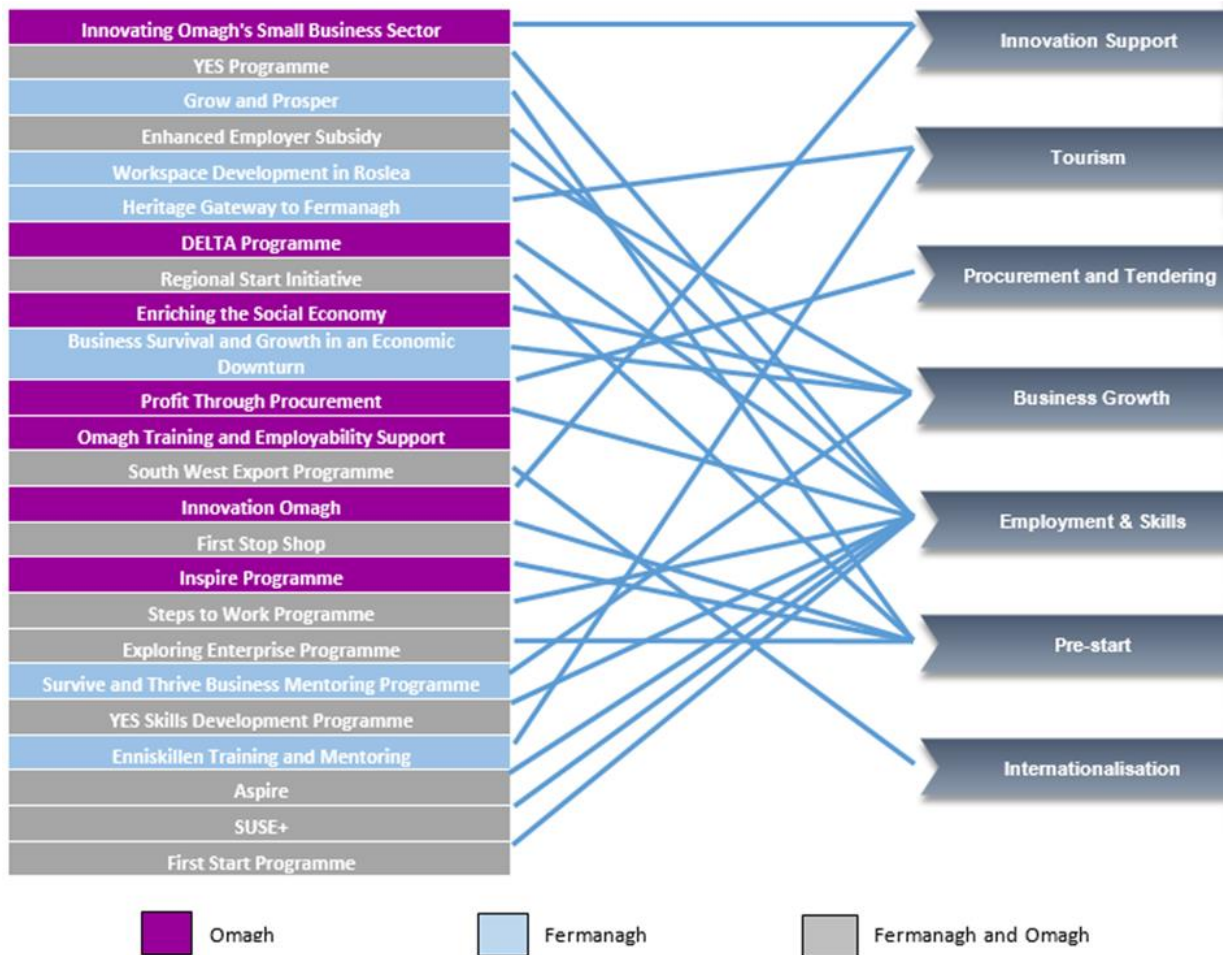 Innovating Omagh's Small Business Sector
YES Programme
Grow and Prosper
Enhanced Employer Subsidy
Workspace Development in Roslea
Heritage Gateway to Fermanagh
DELTA Programme
Regional Start Initiative
Enriching the Social Economy
Business Survival and Growth in an Economic
Downturn
Profit Through Procurement
Omagh Training and Employability Support
South West Export Programme
Innovation Omagh
First Stop Shop
Inspire Programme
Steps to Work Programme
Exploring Enterprise Programme
Survive and Thrive Business Mentoring Programme
YES Skills Development Programme
Enniskillen Training and Mentoring
Aspire
SUSE+
First Start Programme
Innovation Support
Tourism
Procurement and Tendering
Business Growth
Employment & Skills
Pre-start
Internationalisation
Omagh
Fermanagh
Fermanagh and Omagh